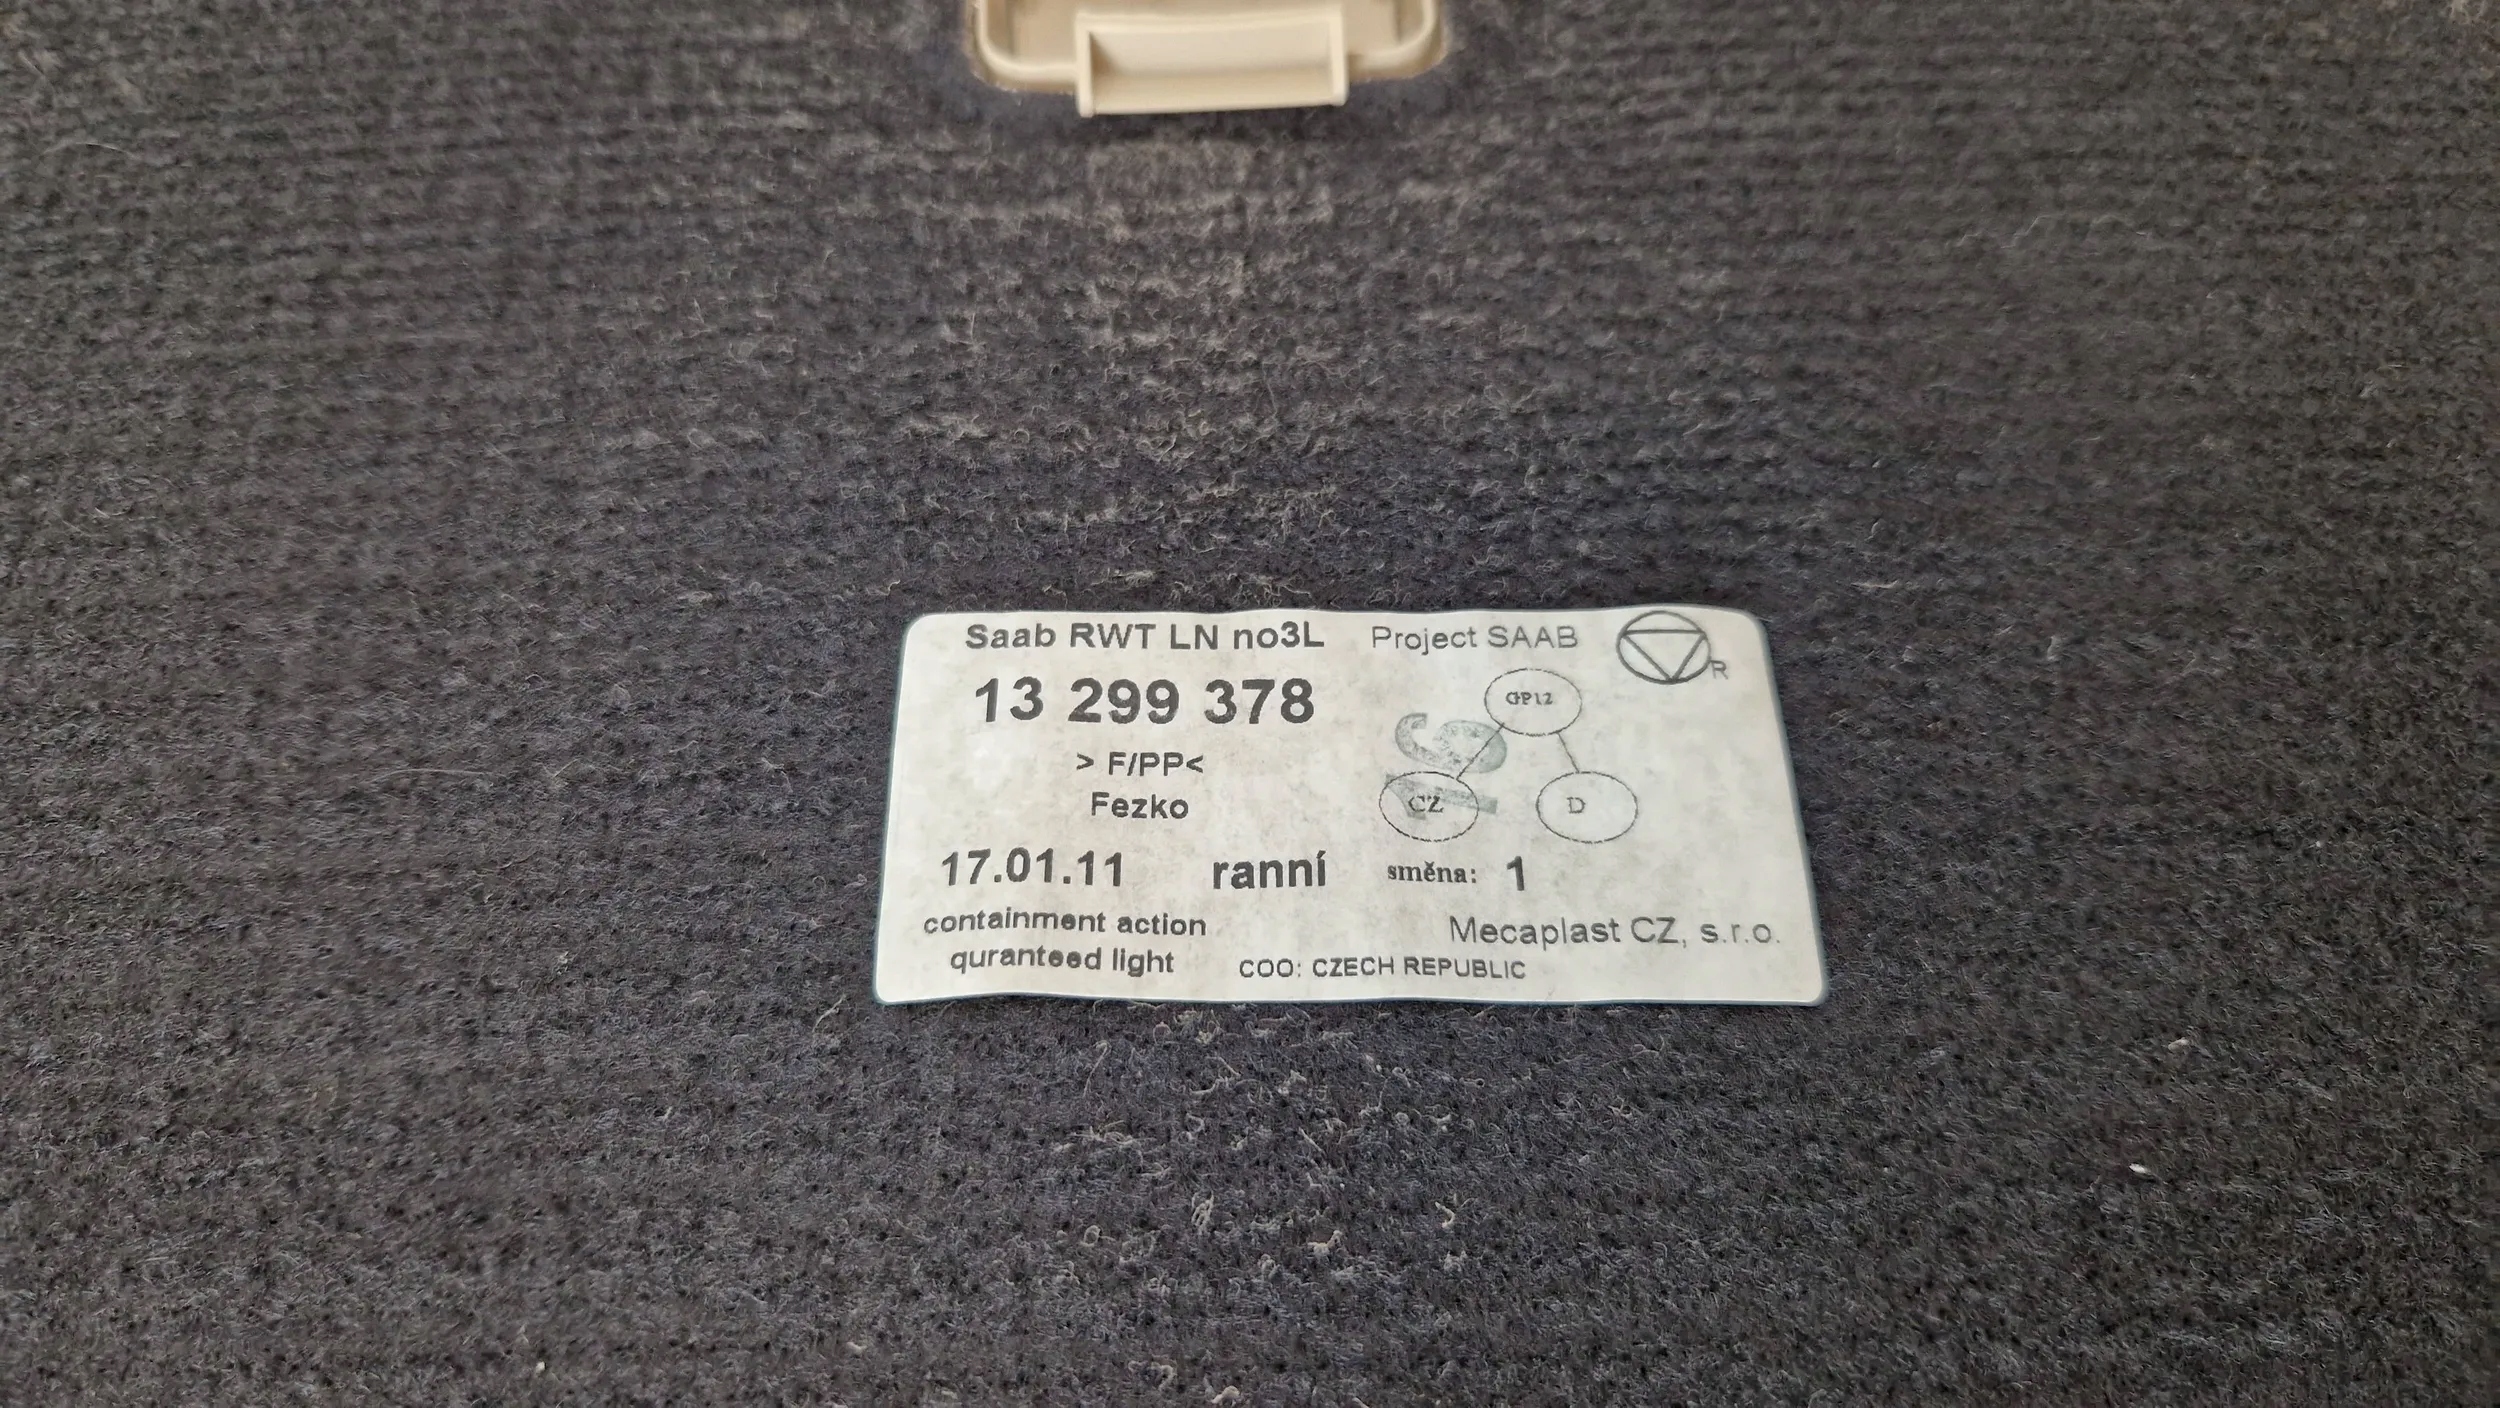 Saab RWT LN no3L Project SAAB
R
13 299 378
GP12
> F/PP<
CZ D
Fezko
17.01.11 ranní směna: 1
containment action
Mecaplast CZ, s.r.o.
quranteed light COO: CZECH REPUBLIC